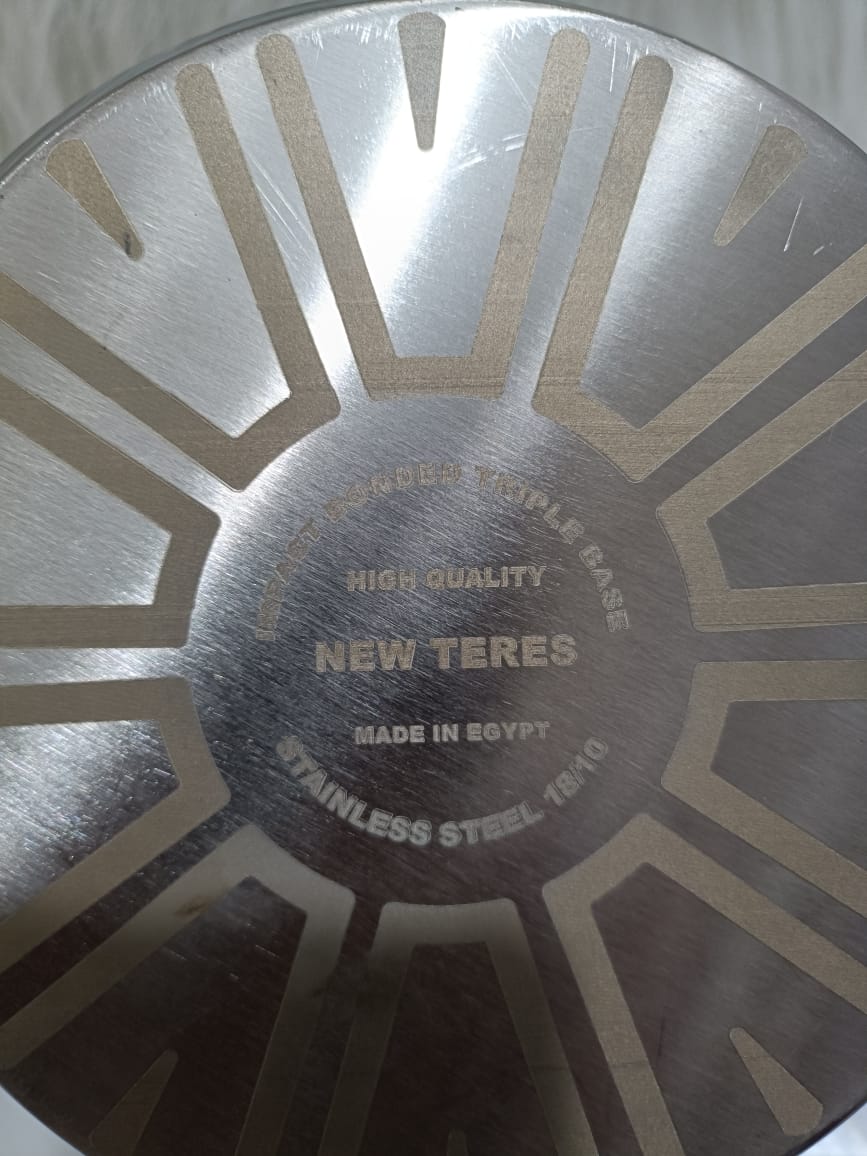 IMPACT BONDED TRIPLE BASE
HIGH QUALITY
NEW TERES
MADE IN EGYPT
STAINLESS STEEL 18/10